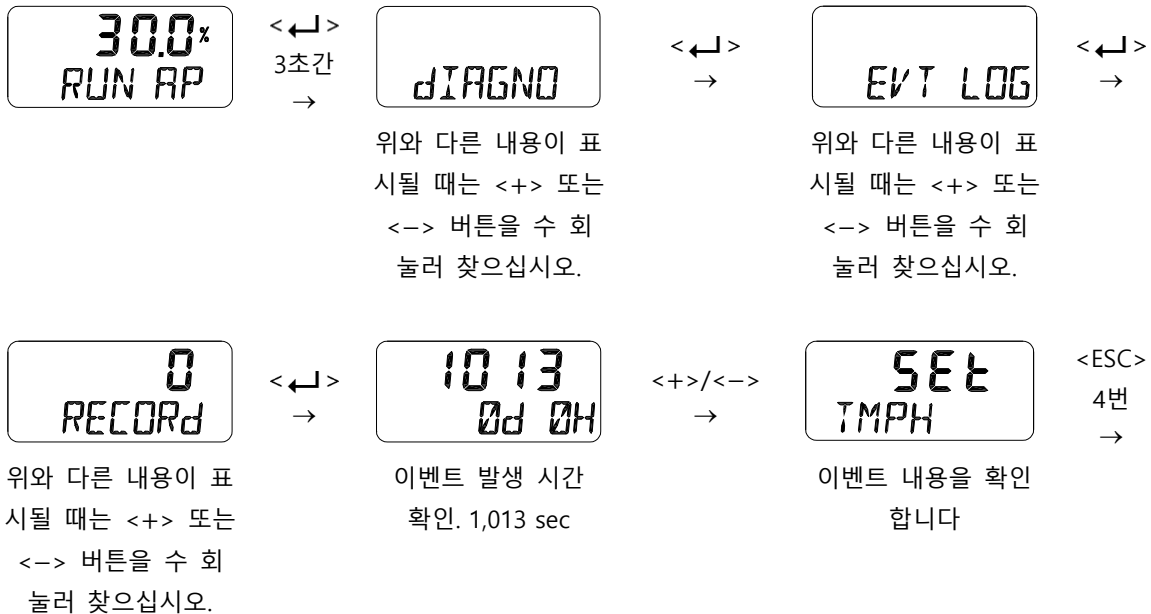 30.0%
RUN AP
<↵>
3초간
→
dIAGNO
<↵>
→
EVT LOG
<↵>
→
위와 다른 내용이 표
시될 때는 <+> 또는
<–> 버튼을 수 회
눌러 찾으십시오.
위와 다른 내용이 표
시될 때는 <+> 또는
<–> 버튼을 수 회
눌러 찾으십시오.
0
RECORd
<↵>
→
1013
0d 0H
<+>/<–>
→
SEt
TMPH
<ESC>
4번
→
위와 다른 내용이 표
시될 때는 <+> 또는
<–> 버튼을 수 회
눌러 찾으십시오.
이벤트 발생 시간
확인. 1,013 sec
이벤트 내용을 확인
합니다